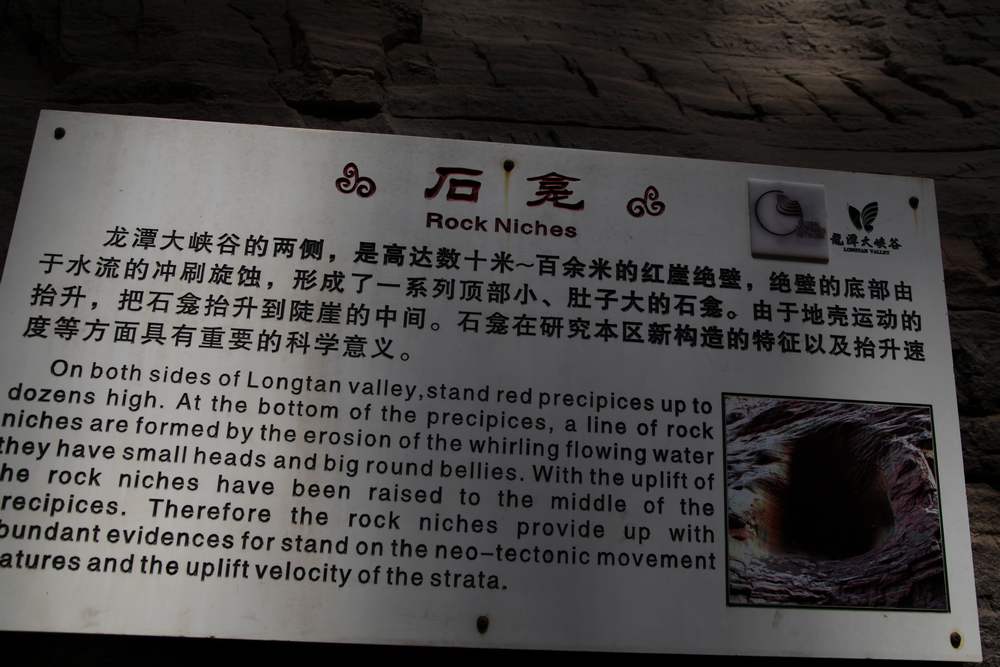 石龛
Rock Niches
龍潭大峡谷
LONGTAN VALLEY
龙潭大峡谷的两侧，是高达数十米~百余米的红崖绝壁，绝壁的底部由
于水流的冲刷旋蚀，形成了一系列顶部小、肚子大的石龛。由于地壳运动的
抬升，把石龛抬升到陡崖的中间。石龛在研究本区新构造的特征以及抬升速
度等方面具有重要的科学意义。
On both sides of Longtan valley,stand red precipices up to
dozens high. At the bottom of the precipices, a line of rock
niches are formed by the erosion of the whirling flowing water
they have small heads and big round bellies. With the uplift of
he rock niches have been raised to the middle of the
recipices. Therefore the rock niches provide up with
bundant evidences for stand on the neo-tectonic movement
atures and the uplift velocity of the strata.